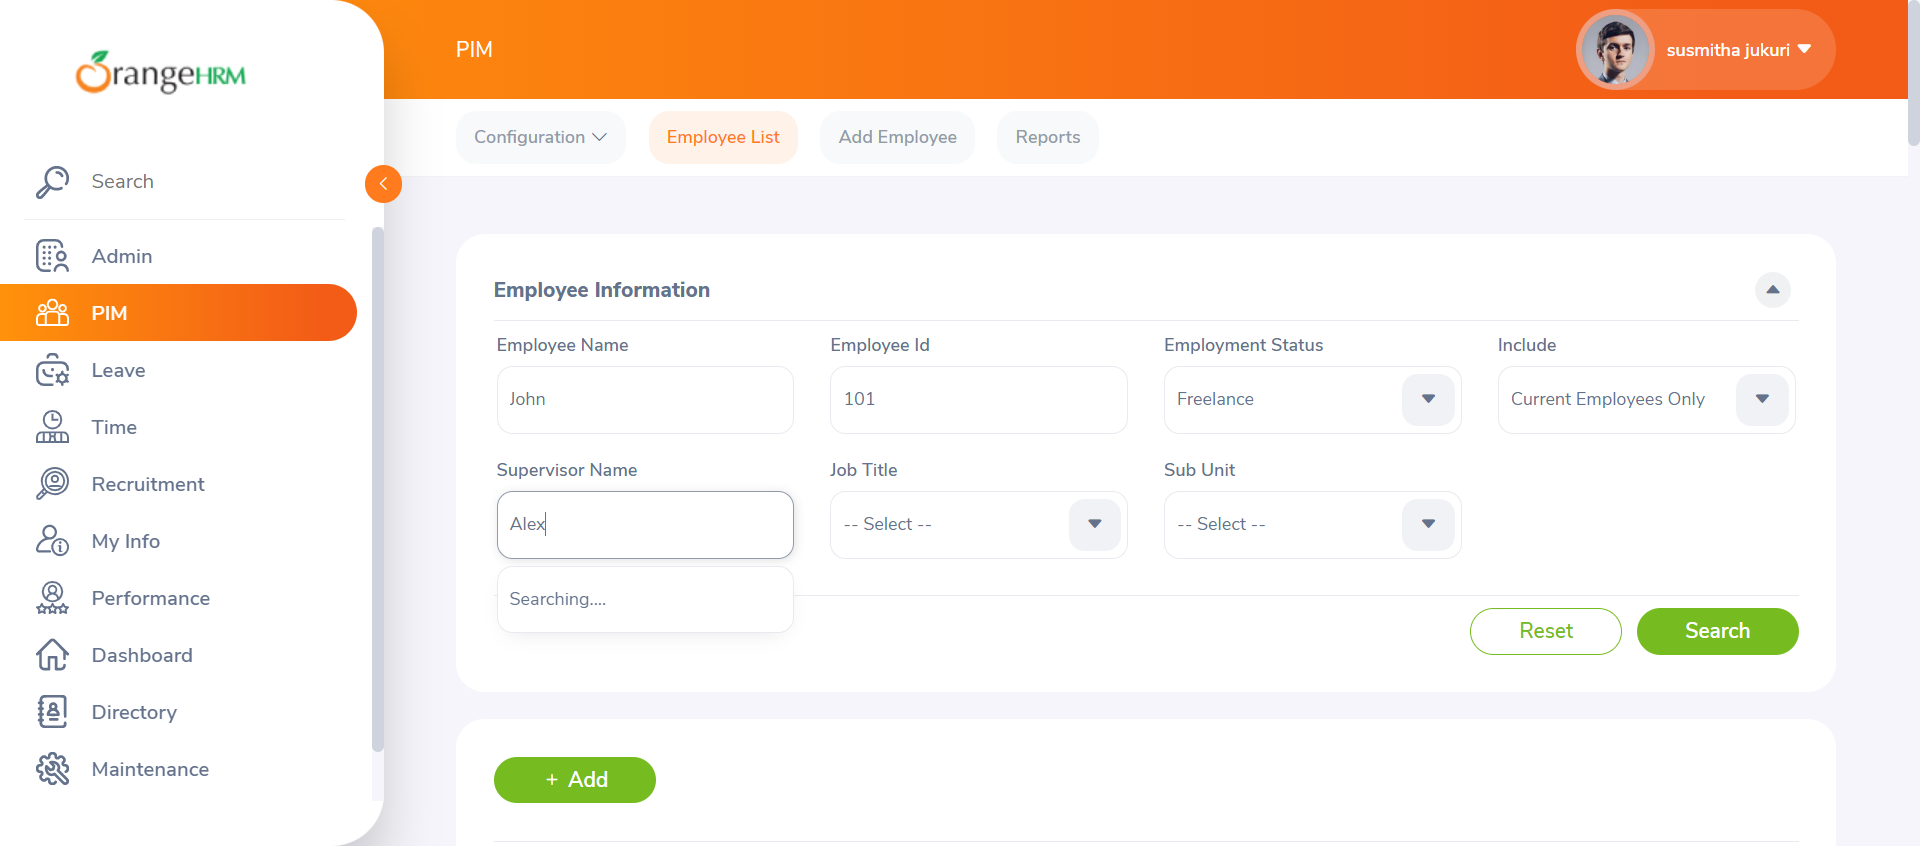 OrangeHRM
PIM
susmitha jukuri
Configuration
Employee List
Add Employee
Reports
Search
Admin
PIM
Leave
Time
Recruitment
My Info
Performance
Dashboard
Directory
Maintenance
Employee Information
Employee Name
Employee Id
Employment Status
Include
John
101
Freelance
Current Employees Only
Supervisor Name
Job Title
Sub Unit
Alex
-- Select --
-- Select --
Searching....
Reset
Search
+ Add